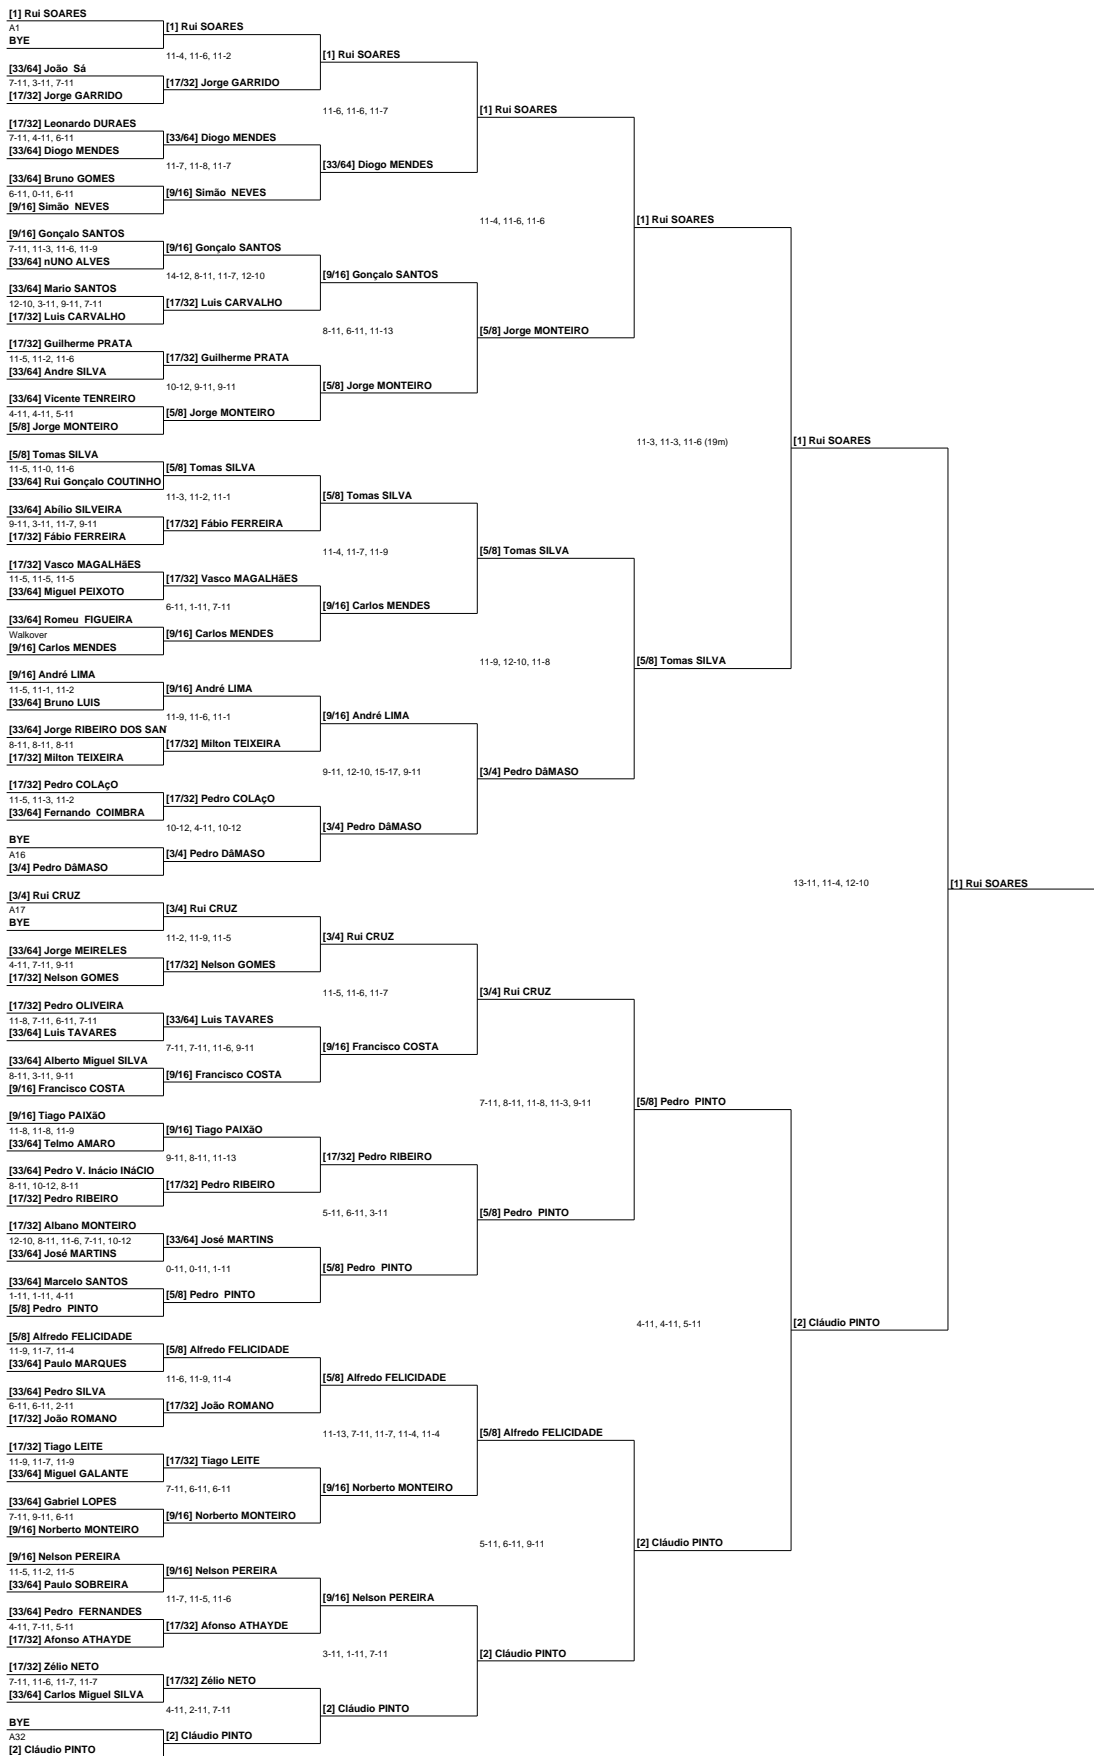 [1] Rui SOARES
A1
BYE
[33/64] João  Sá
7-11, 3-11, 7-11
[17/32] Jorge GARRIDO
[17/32] Leonardo DURAES
7-11, 4-11, 6-11
[33/64] Diogo MENDES
[33/64] Bruno GOMES
6-11, 0-11, 6-11
[9/16] Simão  NEVES
[9/16] Gonçalo SANTOS
7-11, 11-3, 11-6, 11-9
[33/64] nUNO ALVES
[33/64] Mario SANTOS
12-10, 3-11, 9-11, 7-11
[17/32] Luis CARVALHO
[17/32] Guilherme PRATA
11-5, 11-2, 11-6
[33/64] Andre SILVA
[33/64] Vicente TENREIRO
4-11, 4-11, 5-11
[5/8] Jorge MONTEIRO
[5/8] Tomas SILVA
11-5, 11-0, 11-6
[33/64] Rui Gonçalo COUTINHO
[33/64] Abílio SILVEIRA
9-11, 3-11, 11-7, 9-11
[17/32] Fábio FERREIRA
[17/32] Vasco MAGALHãES
11-5, 11-5, 11-5
[33/64] Miguel PEIXOTO
[33/64] Romeu  FIGUEIRA
Walkover
[9/16] Carlos MENDES
[9/16] André LIMA
11-5, 11-1, 11-2
[33/64] Bruno LUIS
[33/64] Jorge RIBEIRO DOS SAN
8-11, 8-11, 8-11
[17/32] Milton TEIXEIRA
[17/32] Pedro COLAçO
11-5, 11-3, 11-2
[33/64] Fernando  COIMBRA
BYE
A16
[3/4] Pedro DâMASO
[3/4] Rui CRUZ
A17
BYE
[33/64] Jorge MEIRELES
4-11, 7-11, 9-11
[17/32] Nelson GOMES
[17/32] Pedro OLIVEIRA
11-8, 7-11, 6-11, 7-11
[33/64] Luis TAVARES
[33/64] Alberto Miguel SILVA
8-11, 3-11, 9-11
[9/16] Francisco COSTA
[9/16] Tiago PAIXãO
11-8, 11-8, 11-9
[33/64] Telmo AMARO
[33/64] Pedro V. Inácio INáCIO
8-11, 10-12, 8-11
[17/32] Pedro RIBEIRO
[17/32] Albano MONTEIRO
12-10, 8-11, 11-6, 7-11, 10-12
[33/64] José MARTINS
[33/64] Marcelo SANTOS
1-11, 1-11, 4-11
[5/8] Pedro  PINTO
[5/8] Alfredo FELICIDADE
11-9, 11-7, 11-4
[33/64] Paulo MARQUES
[33/64] Pedro SILVA
6-11, 6-11, 2-11
[17/32] João ROMANO
[17/32] Tiago LEITE
11-9, 11-7, 11-9
[33/64] Miguel GALANTE
[33/64] Gabriel LOPES
7-11, 9-11, 6-11
[9/16] Norberto MONTEIRO
[9/16] Nelson PEREIRA
11-5, 11-2, 11-5
[33/64] Paulo SOBREIRA
[33/64] Pedro  FERNANDES
4-11, 7-11, 5-11
[17/32] Afonso ATHAYDE
[17/32] Zélio NETO
7-11, 11-6, 11-7, 11-7
[33/64] Carlos Miguel SILVA
BYE
A32
[2] Cláudio PINTO
[1] Rui SOARES
11-4, 11-6, 11-2
[17/32] Jorge GARRIDO
[33/64] Diogo MENDES
11-7, 11-8, 11-7
[9/16] Simão  NEVES
[9/16] Gonçalo SANTOS
14-12, 8-11, 11-7, 12-10
[17/32] Luis CARVALHO
[17/32] Guilherme PRATA
10-12, 9-11, 9-11
[5/8] Jorge MONTEIRO
[5/8] Tomas SILVA
11-3, 11-2, 11-1
[17/32] Fábio FERREIRA
[17/32] Vasco MAGALHãES
6-11, 1-11, 7-11
[9/16] Carlos MENDES
[9/16] André LIMA
11-9, 11-6, 11-1
[17/32] Milton TEIXEIRA
[17/32] Pedro COLAçO
10-12, 4-11, 10-12
[3/4] Pedro DâMASO
[3/4] Rui CRUZ
11-2, 11-9, 11-5
[17/32] Nelson GOMES
[33/64] Luis TAVARES
7-11, 7-11, 11-6, 9-11
[9/16] Francisco COSTA
[9/16] Tiago PAIXãO
9-11, 8-11, 11-13
[17/32] Pedro RIBEIRO
[33/64] José MARTINS
0-11, 0-11, 1-11
[5/8] Pedro  PINTO
[5/8] Alfredo FELICIDADE
11-6, 11-9, 11-4
[17/32] João ROMANO
[17/32] Tiago LEITE
7-11, 6-11, 6-11
[9/16] Norberto MONTEIRO
[9/16] Nelson PEREIRA
11-7, 11-5, 11-6
[17/32] Afonso ATHAYDE
[17/32] Zélio NETO
4-11, 2-11, 7-11
[2] Cláudio PINTO
[1] Rui SOARES
11-6, 11-6, 11-7
[33/64] Diogo MENDES
[9/16] Gonçalo SANTOS
8-11, 6-11, 11-13
[5/8] Jorge MONTEIRO
[5/8] Tomas SILVA
11-4, 11-7, 11-9
[9/16] Carlos MENDES
[9/16] André LIMA
9-11, 12-10, 15-17, 9-11
[3/4] Pedro DâMASO
[3/4] Rui CRUZ
11-5, 11-6, 11-7
[9/16] Francisco COSTA
[17/32] Pedro RIBEIRO
5-11, 6-11, 3-11
[5/8] Pedro  PINTO
[5/8] Alfredo FELICIDADE
11-13, 7-11, 11-7, 11-4, 11-4
[9/16] Norberto MONTEIRO
[9/16] Nelson PEREIRA
3-11, 1-11, 7-11
[2] Cláudio PINTO
[1] Rui SOARES
11-4, 11-6, 11-6
[5/8] Jorge MONTEIRO
[5/8] Tomas SILVA
11-9, 12-10, 11-8
[3/4] Pedro DâMASO
[3/4] Rui CRUZ
7-11, 8-11, 11-8, 11-3, 9-11
[5/8] Pedro  PINTO
[5/8] Alfredo FELICIDADE
5-11, 6-11, 9-11
[2] Cláudio PINTO
[1] Rui SOARES
11-3, 11-3, 11-6 (19m)
[5/8] Tomas SILVA
[5/8] Pedro  PINTO
4-11, 4-11, 5-11
[2] Cláudio PINTO
[1] Rui SOARES
13-11, 11-4, 12-10
[2] Cláudio PINTO
[1] Rui SOARES